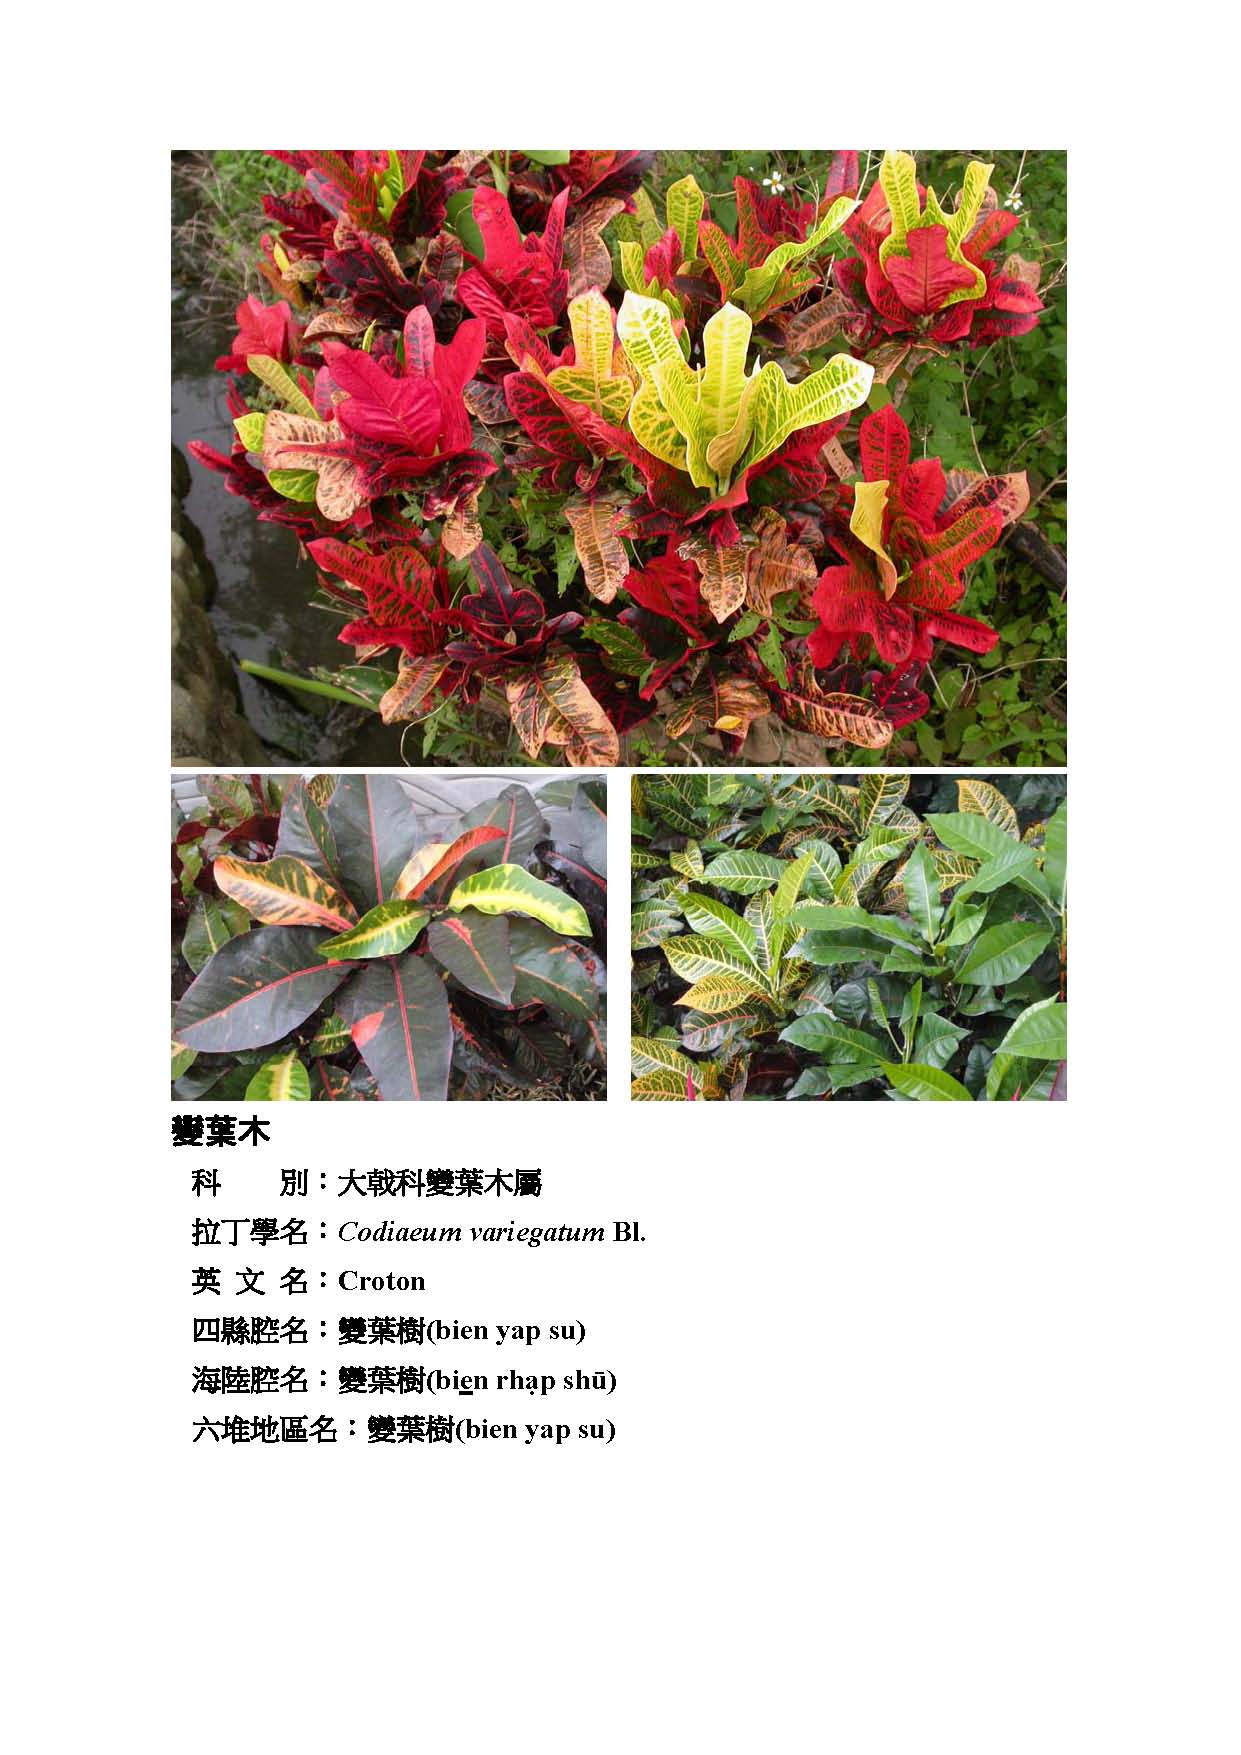 變葉木
科　　別：大戟科變葉木屬
拉丁學名：Codiaeum variegatum Bl.
英 文 名：Croton
四縣腔名：變葉樹(bien yap su)
海陸腔名：變葉樹(bi<u>e</u>n rhạp shū)
六堆地區名：變葉樹(bien yap su)